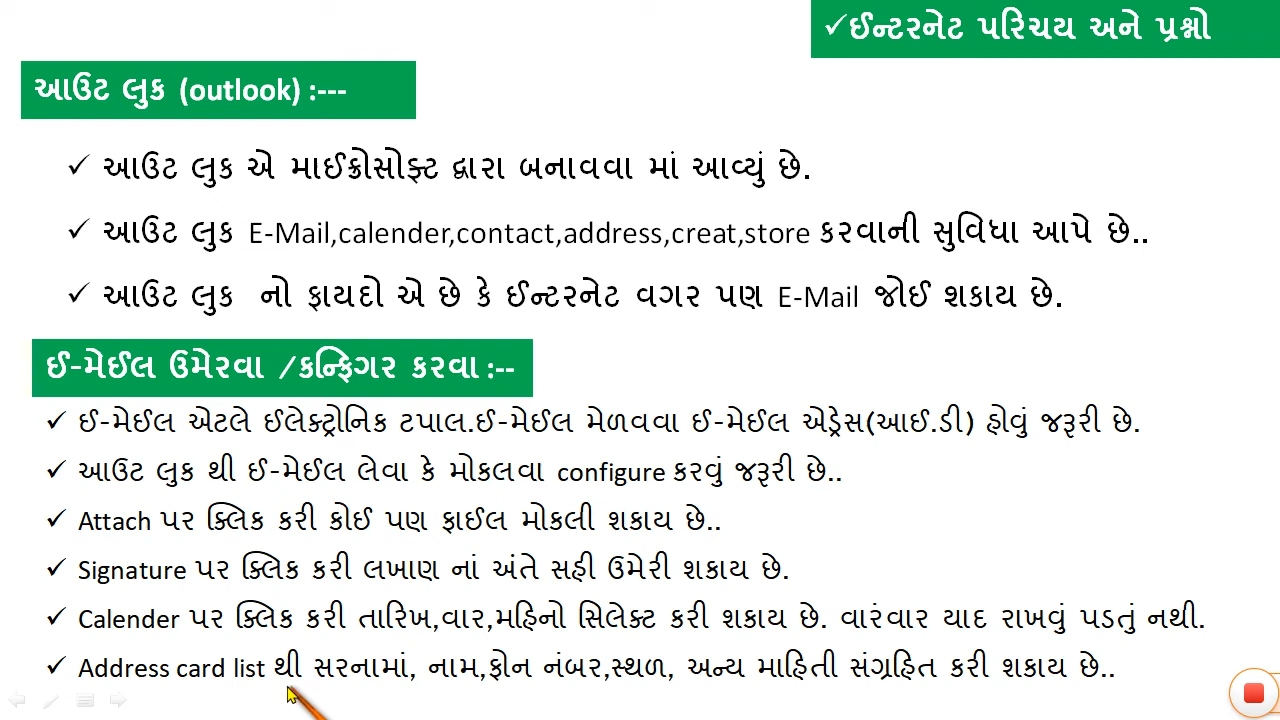 ✓ઈન્ટરનેટ પરિચય અને પ્રશ્નો
આઉટ લુક (outlook) :---
✓ આઉટ લુક એ માઈક્રોસોફ્ટ દ્વારા બનાવવા માં આવ્યું છે.
✓ આઉટ લુક E-Mail,calender,contact,address,creat,store કરવાની સુવિધા આપે છે..
✓ આઉટ લુક નો ફાયદો એ છે કે ઈન્ટરનેટ વગર પણ E-Mail જોઈ શકાય છે.
ઈ-મેઈલ ઉમેરવા /કન્ફિગર કરવા :--
✓ ઈ-મેઈલ એટલે ઈલેક્ટ્રોનિક ટપાલ.ઈ-મેઈલ મેળવવા ઈ-મેઈલ એડ્રેસ(આઈ.ડી) હોવું જરૂરી છે.
✓ આઉટ લુક થી ઈ-મેઈલ લેવા કે મોકલવા configure કરવું જરૂરી છે..
✓ Attach પર ક્લિક કરી કોઈ પણ ફાઈલ મોકલી શકાય છે..
✓ Signature પર ક્લિક કરી લખાણ નાં અંતે સહી ઉમેરી શકાય છે.
✓ Calender પર ક્લિક કરી તારિખ,વાર,મહિનો સિલેક્ટ કરી શકાય છે. વારંવાર યાદ રાખવું પડતું નથી.
✓ Address card list થી સરનામાં, નામ,ફોન નંબર,સ્થળ, અન્ય માહિતી સંગ્રહિત કરી શકાય છે..